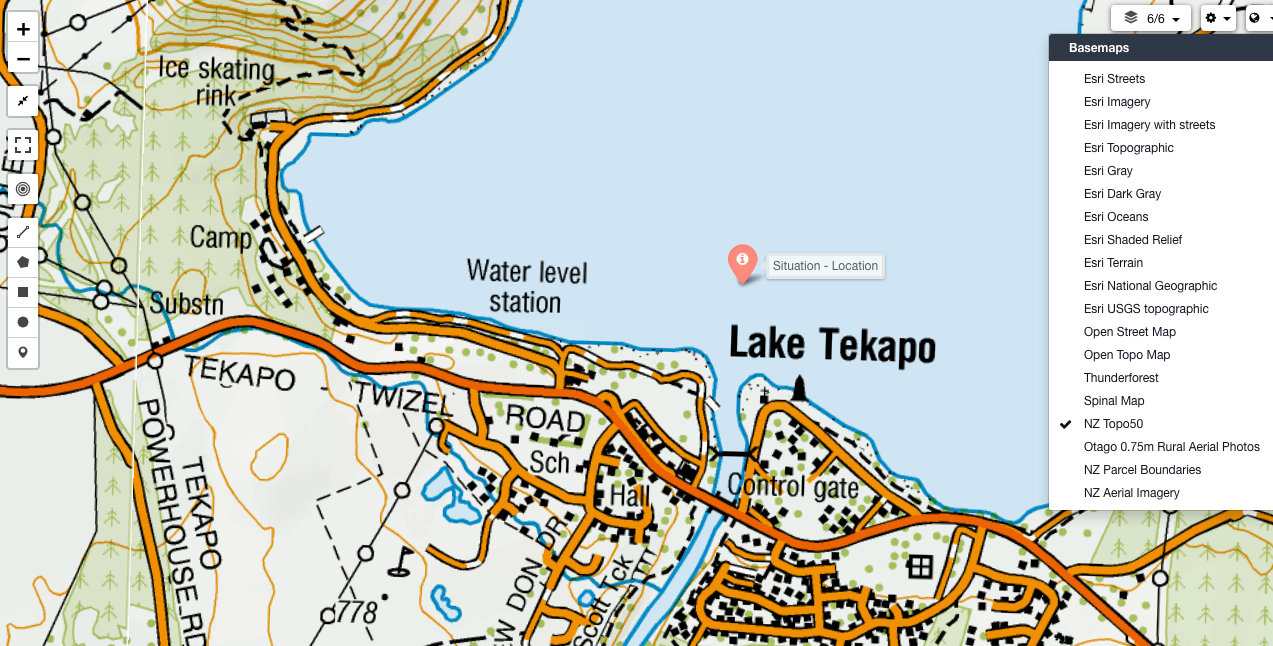 +
−
6/6
Basemaps
Esri Streets
Esri Imagery
Esri Imagery with streets
Esri Topographic
Esri Gray
Esri Dark Gray
Esri Oceans
Esri Shaded Relief
Esri Terrain
Esri National Geographic
Esri USGS topographic
Open Street Map
Open Topo Map
Thunderforest
Spinal Map
NZ Topo50
Otago 0.75m Rural Aerial Photos
NZ Parcel Boundaries
NZ Aerial Imagery
Ice skating
rink
Camp
Substn
Water level
station
Situation - Location
Lake Tekapo
TEKAPO
TWIZEL
ROAD
Sch
Hall
Control gate
TEKAPO
POWERHOUSE RD
DON DR
Scott Tck
778